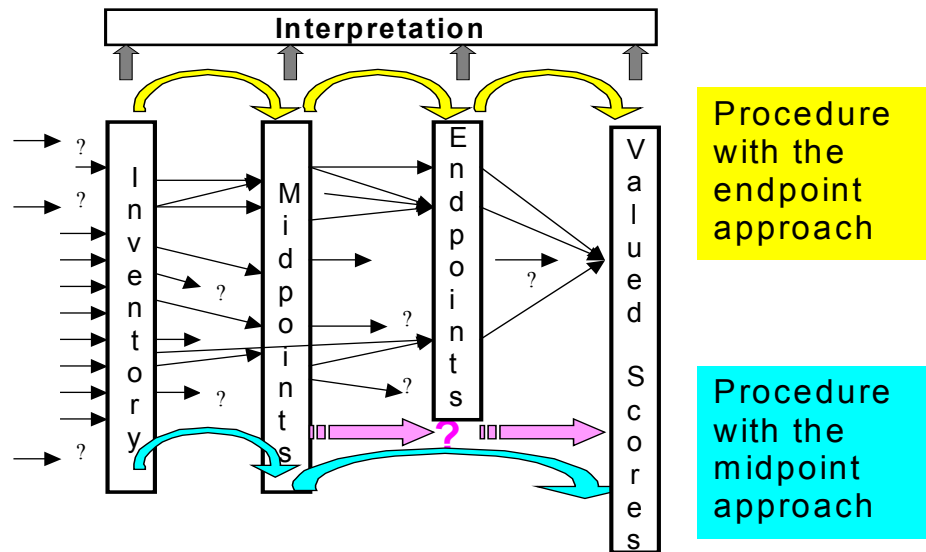 Interpretation
Inventory
Midpoints
Endpoints
Valued Scores
Procedure
with the
endpoint
approach
Procedure
with the
midpoint
approach
?
?
?
?
?
?
?
?
?
?